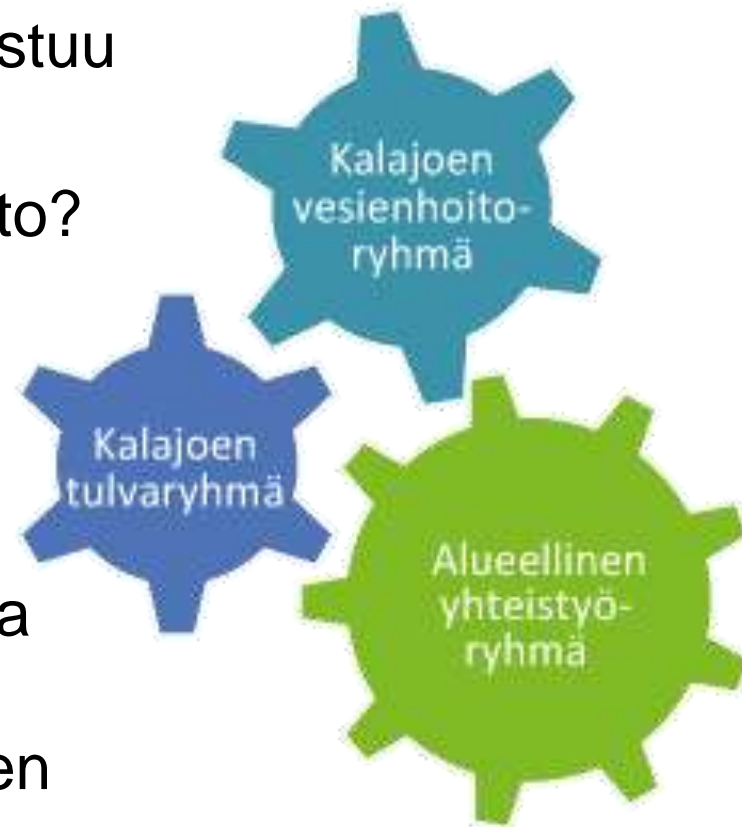 stuu
to?
a
en
Kalajoen
vesienhoito-
ryhmä
Kalajoen
tulvaryhmä
Alueellinen
yhteistyö-
ryhmä